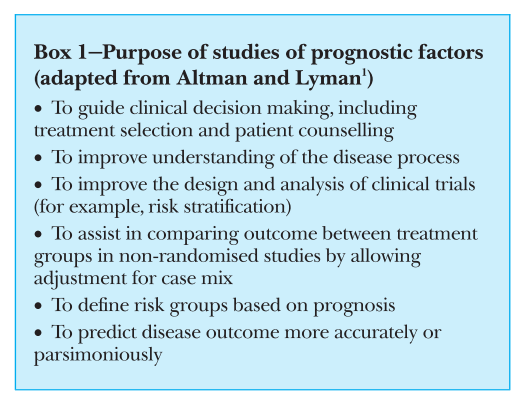 Box 1–Purpose of studies of prognostic factors
(adapted from Altman and Lyman¹)
• To guide clinical decision making, including
treatment selection and patient counselling
• To improve understanding of the disease process
• To improve the design and analysis of clinical trials
(for example, risk stratification)
• To assist in comparing outcome between treatment
groups in non-randomised studies by allowing
adjustment for case mix
• To define risk groups based on prognosis
• To predict disease outcome more accurately or
parsimoniously